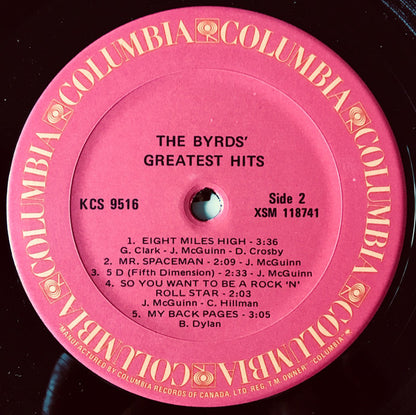 COLUMBIA COLUMBIA COLUMBIA COLUMBIA COLUMBIA COLUMBIA
THE BYRDS'
GREATEST HITS
KCS 9516
Side 2
XSM 118741
1. EIGHT MILES HIGH - 3:36
G. Clark - J. McGuinn - D. Crosby
2. MR. SPACEMAN - 2:09 - J. McGuinn
3. 5 D (Fifth Dimension) - 2:33 - J. McGuinn
4. SO YOU WANT TO BE A ROCK 'N'
ROLL STAR - 2:03
J. McGuinn - C. Hillman
5. MY BACK PAGES - 3:05
B. Dylan
MANUFACTURED BY COLUMBIA RECORDS OF CANADA, LTD. REG. T.M. OWNER "COLUMBIA"